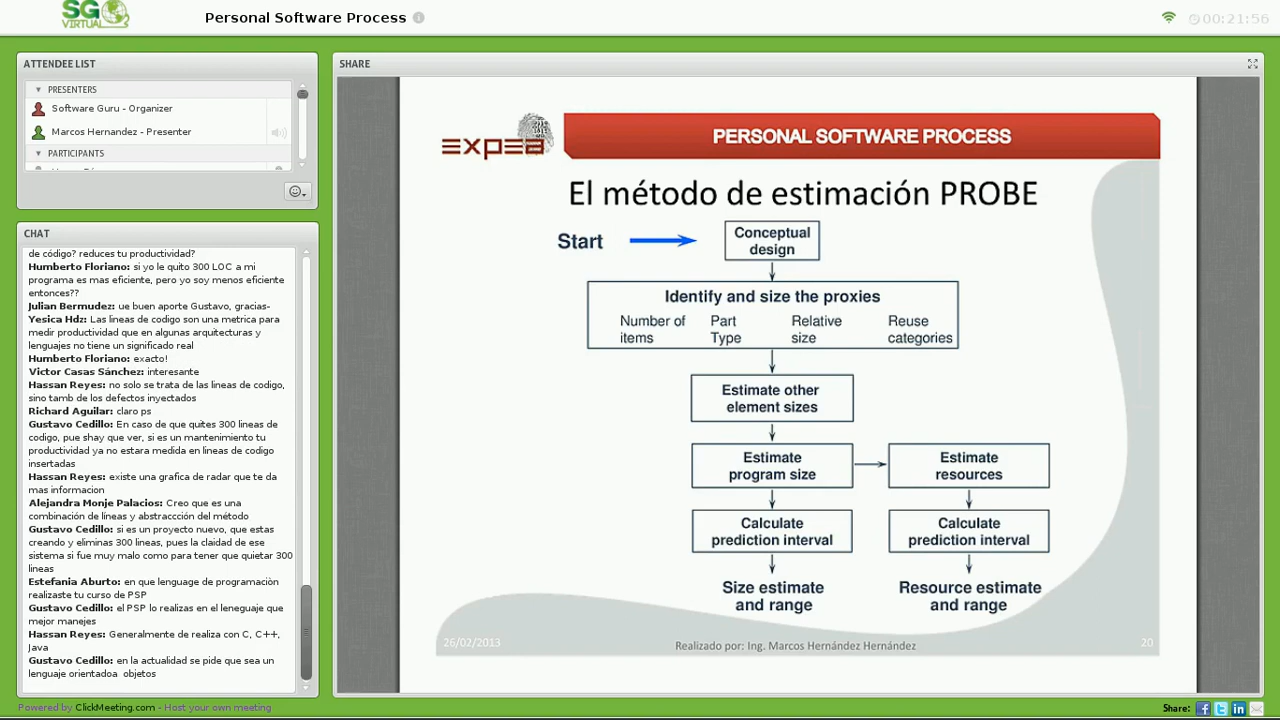 SG
VIRTUAL
Personal Software Process
00:21:56
ATTENDEE LIST
PRESENTERS
Software Guru - Organizer
Marcos Hernandez - Presenter
PARTICIPANTS
CHAT
de código? reduces tu productividad?
Humberto Floriano: si yo le quito 300 LOC a mi
programa es mas eficiente, pero yo soy menos eficiente
entonces??
Julian Bermudez: ue buen aporte Gustavo, gracias-
Yesica Hdz: Las lineas de codigo son una metrica para
medir productividad que en algunas arquitecturas y
lenguajes no tiene un significado real
Humberto Floriano: exacto!
Victor Casas Sánchez: interesante
Hassan Reyes: no solo se trata de las lineas de codigo,
sino tamb de los defectos inyectados
Richard Aguilar: claro ps
Gustavo Cedillo: En caso de que quites 300 lineas de
codigo, pue shay que ver, si es un mantenimiento tu
productividad ya no estara medida en lineas de codigo
insertadas
Hassan Reyes: existe una grafica de radar que te da
mas informacion
Alejandra Monje Palacios: Creo que es una
combinación de líneas y abstraccción del método
Gustavo Cedillo: si es un proyecto nuevo, que estas
creando y eliminas 300 lineas, pues la claidad de ese
sistema si fue muy malo como para tener que quietar 300
lineas
Estefania Aburto: en que lenguage de programaciòn
realizaste tu curso de PSP
Gustavo Cedillo: el PSP lo realizas en el leneguaje que
mejor manejes
Hassan Reyes: Generalmente de realiza con C, C++,
Java
Gustavo Cedillo: en la actualidad se pide que sea un
lenguaje orientadoa objetos
SHARE
expea
PERSONAL SOFTWARE PROCESS
El método de estimación PROBE
Start
Conceptual
design
Identify and size the proxies
Number of
items
Part
Type
Relative
size
Reuse
categories
Estimate other
element sizes
Estimate
program size
Estimate
resources
Calculate
prediction interval
Calculate
prediction interval
Size estimate
and range
Resource estimate
and range
26/02/2013
Realizado por: Ing. Marcos Hernández Hernández
20
Powered by ClickMeeting.com - Host your own meeting
Share: